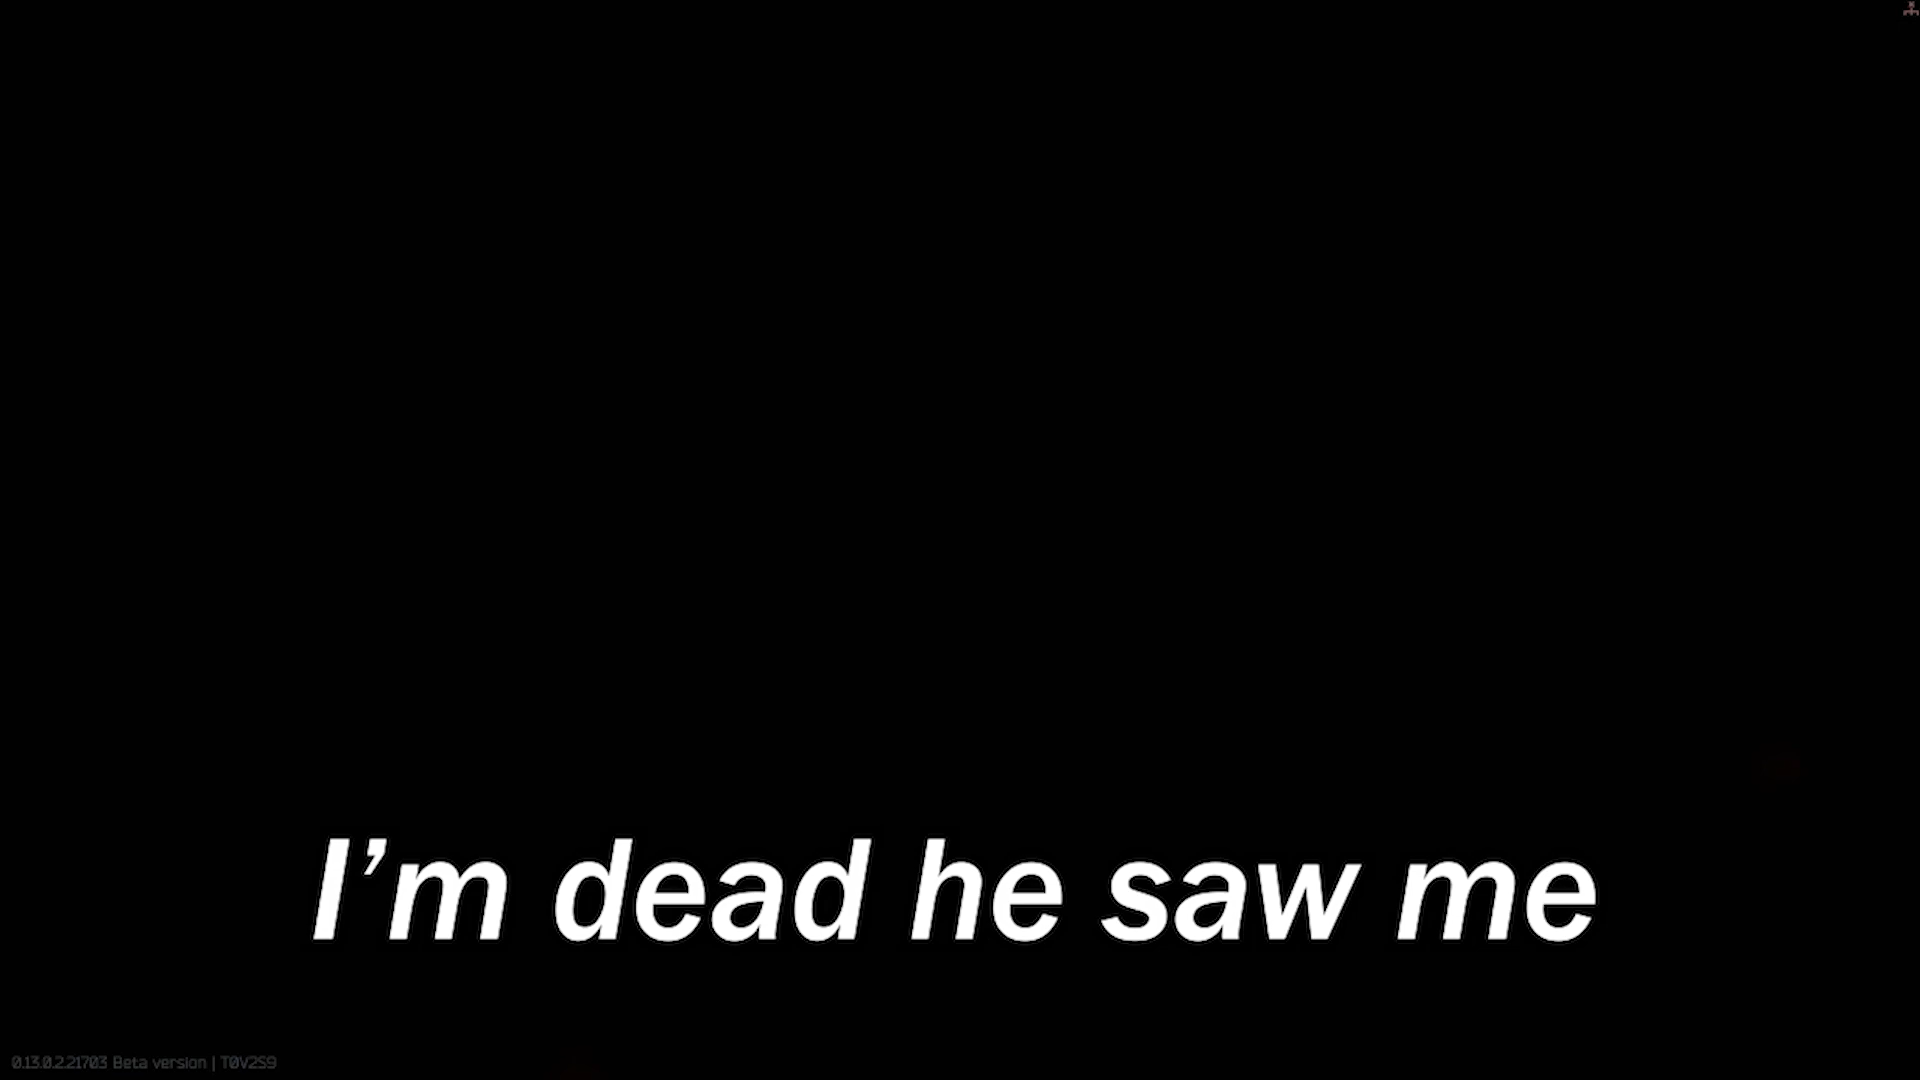 I’m dead he saw me
0.13.0.2.21703 Beta version | T0V2S9